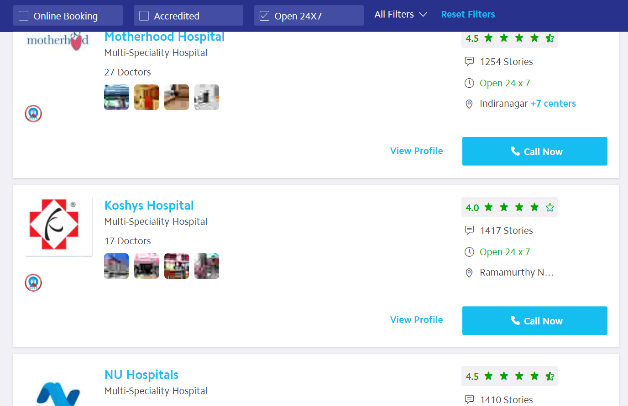 Online Booking
Accredited
Open 24X7
All Filters
Reset Filters
motherhood
Motherhood Hospital
Multi-Speciality Hospital
27 Doctors
4.5
1254 Stories
Open 24 x 7
Indiranagar +7 centers
View Profile
Call Now
Koshys Hospital
Multi-Speciality Hospital
17 Doctors
4.0
1417 Stories
Open 24 x 7
Ramamurthy N...
View Profile
Call Now
NU Hospitals
Multi-Speciality Hospital
4.5
1410 Stories